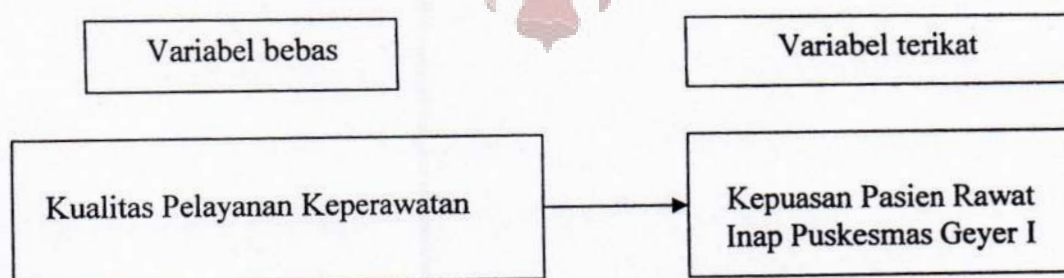 Variabel bebas
Variabel terikat
Kualitas Pelayanan Keperawatan
Kepuasan Pasien Rawat
Inap Puskesmas Geyer I